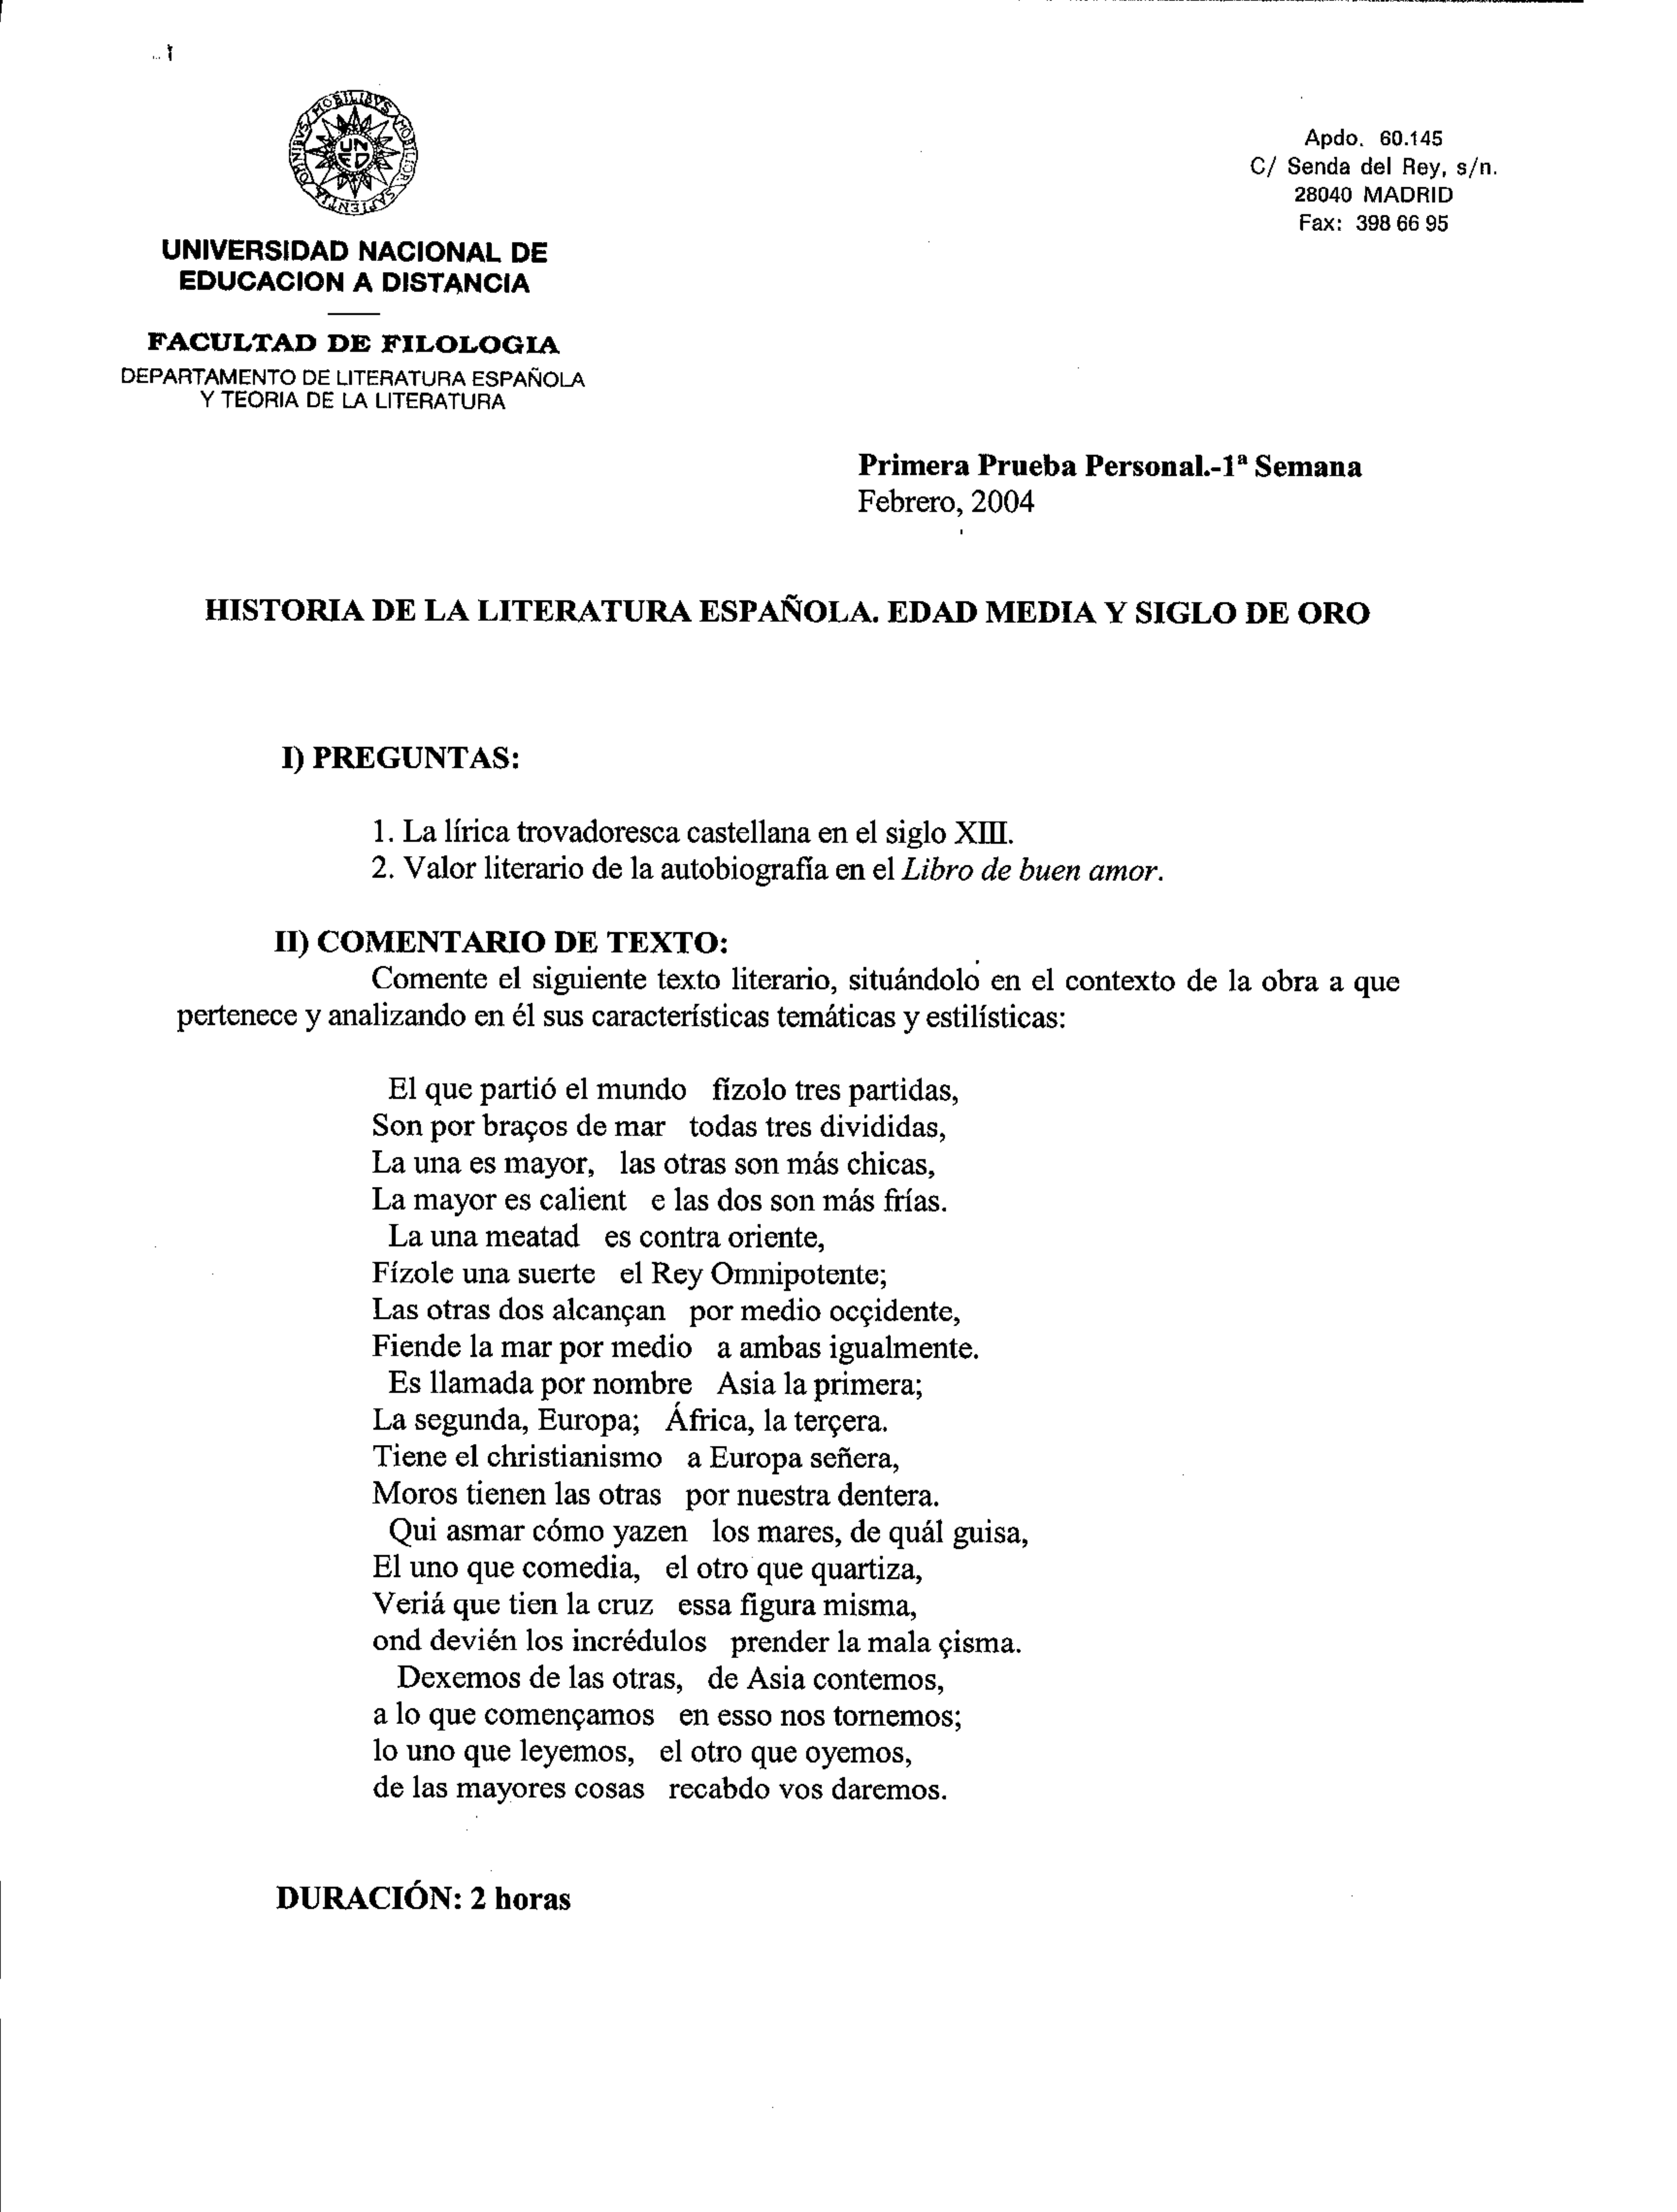 OMNIBVS MOBILIBVS MOBILIOR SAPIENTIA
UNED
Apdo. 60.145
C/ Senda del Rey, s/n.
28040 MADRID
Fax: 398 66 95
UNIVERSIDAD NACIONAL DE
EDUCACION A DISTANCIA
FACULTAD DE FILOLOGIA
DEPARTAMENTO DE LITERATURA ESPAÑOLA
Y TEORIA DE LA LITERATURA
Primera Prueba Personal.-1ª Semana
Febrero, 2004
HISTORIA DE LA LITERATURA ESPAÑOLA. EDAD MEDIA Y SIGLO DE ORO
I) PREGUNTAS:
1. La lírica trovadoresca castellana en el siglo XIII.
2. Valor literario de la autobiografía en el Libro de buen amor.
II) COMENTARIO DE TEXTO:
Comente el siguiente texto literario, situándolo en el contexto de la obra a que
pertenece y analizando en él sus características temáticas y estilísticas:
El que partió el mundo fízolo tres partidas,
Son por braços de mar todas tres divididas,
La una es mayor, las otras son más chicas,
La mayor es calient e las dos son más frías.
La una meatad es contra oriente,
Fízole una suerte el Rey Omnipotente;
Las otras dos alcançan por medio occidente,
Fiende la mar por medio a ambas igualmente.
Es llamada por nombre Asia la primera;
La segunda, Europa; África, la terçera.
Tiene el christianismo a Europa señera,
Moros tienen las otras por nuestra dentera.
Qui asmar cómo yazen los mares, de quál guisa,
El uno que comedia, el otro que quartiza,
Veriá que tien la cruz essa figura misma,
ond devién los incrédulos prender la mala çisma.
Dexemos de las otras, de Asia contemos,
a lo que començamos en esso nos tornemos;
lo uno que leyemos, el otro que oyemos,
de las mayores cosas recabdo vos daremos.
DURACIÓN: 2 horas